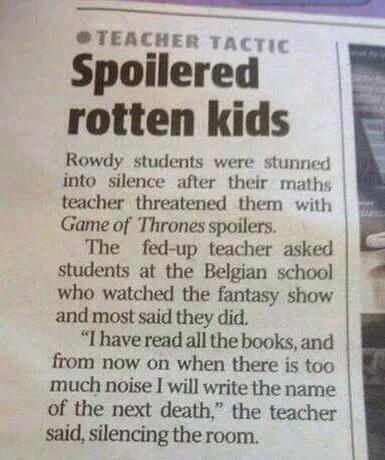 • TEACHER TACTIC
Spoilered
rotten kids
Rowdy students were stunned
into silence after their maths
teacher threatened them with
Game of Thrones spoilers.
The fed-up teacher asked
students at the Belgian school
who watched the fantasy show
and most said they did.
“I have read all the books, and
from now on when there is too
much noise I will write the name
of the next death,” the teacher
said, silencing the room.